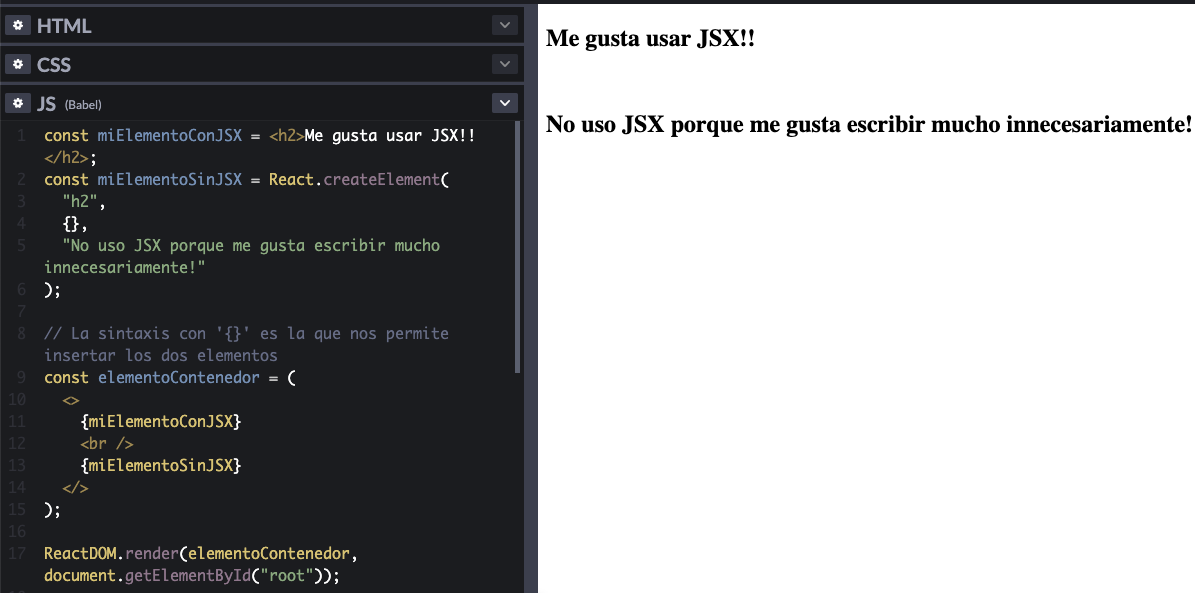 HTML
CSS
JS (Babel)
1 const miElementoConJSX = <h2>Me gusta usar JSX!!
</h2>;
2 const miElementoSinJSX = React.createElement(
3 "h2",
4 {},
5 "No uso JSX porque me gusta escribir mucho
innecesariamente!"
6 );
7
8 // La sintaxis con '{}' es la que nos permite
insertar los dos elementos
9 const elementoContenedor = (
10 <>
11 {miElementoConJSX}
12 <br />
13 {miElementoSinJSX}
14 </>
15 );
16
17 ReactDOM.render(elementoContenedor,
document.getElementById("root"));
Me gusta usar JSX!!
No uso JSX porque me gusta escribir mucho innecesariamente!